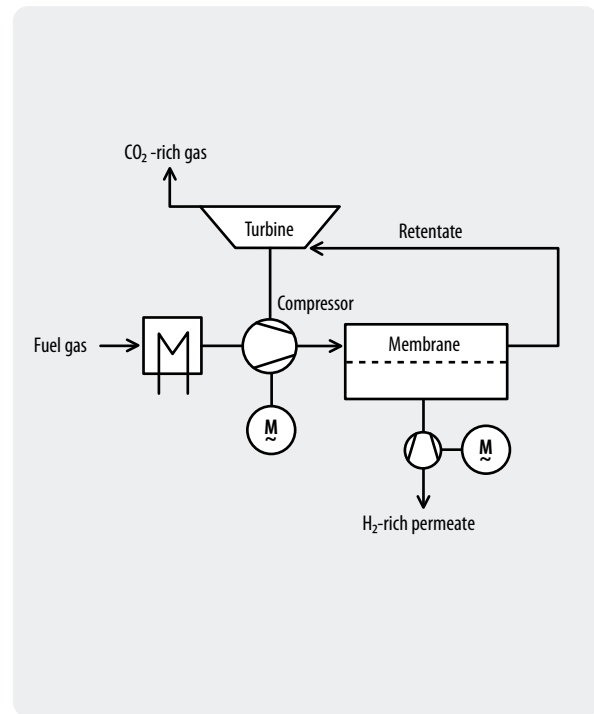 CO₂ -rich gas
Turbine
Retentate
Compressor
Fuel gas
Membrane
M
~
M
~
H₂-rich permeate